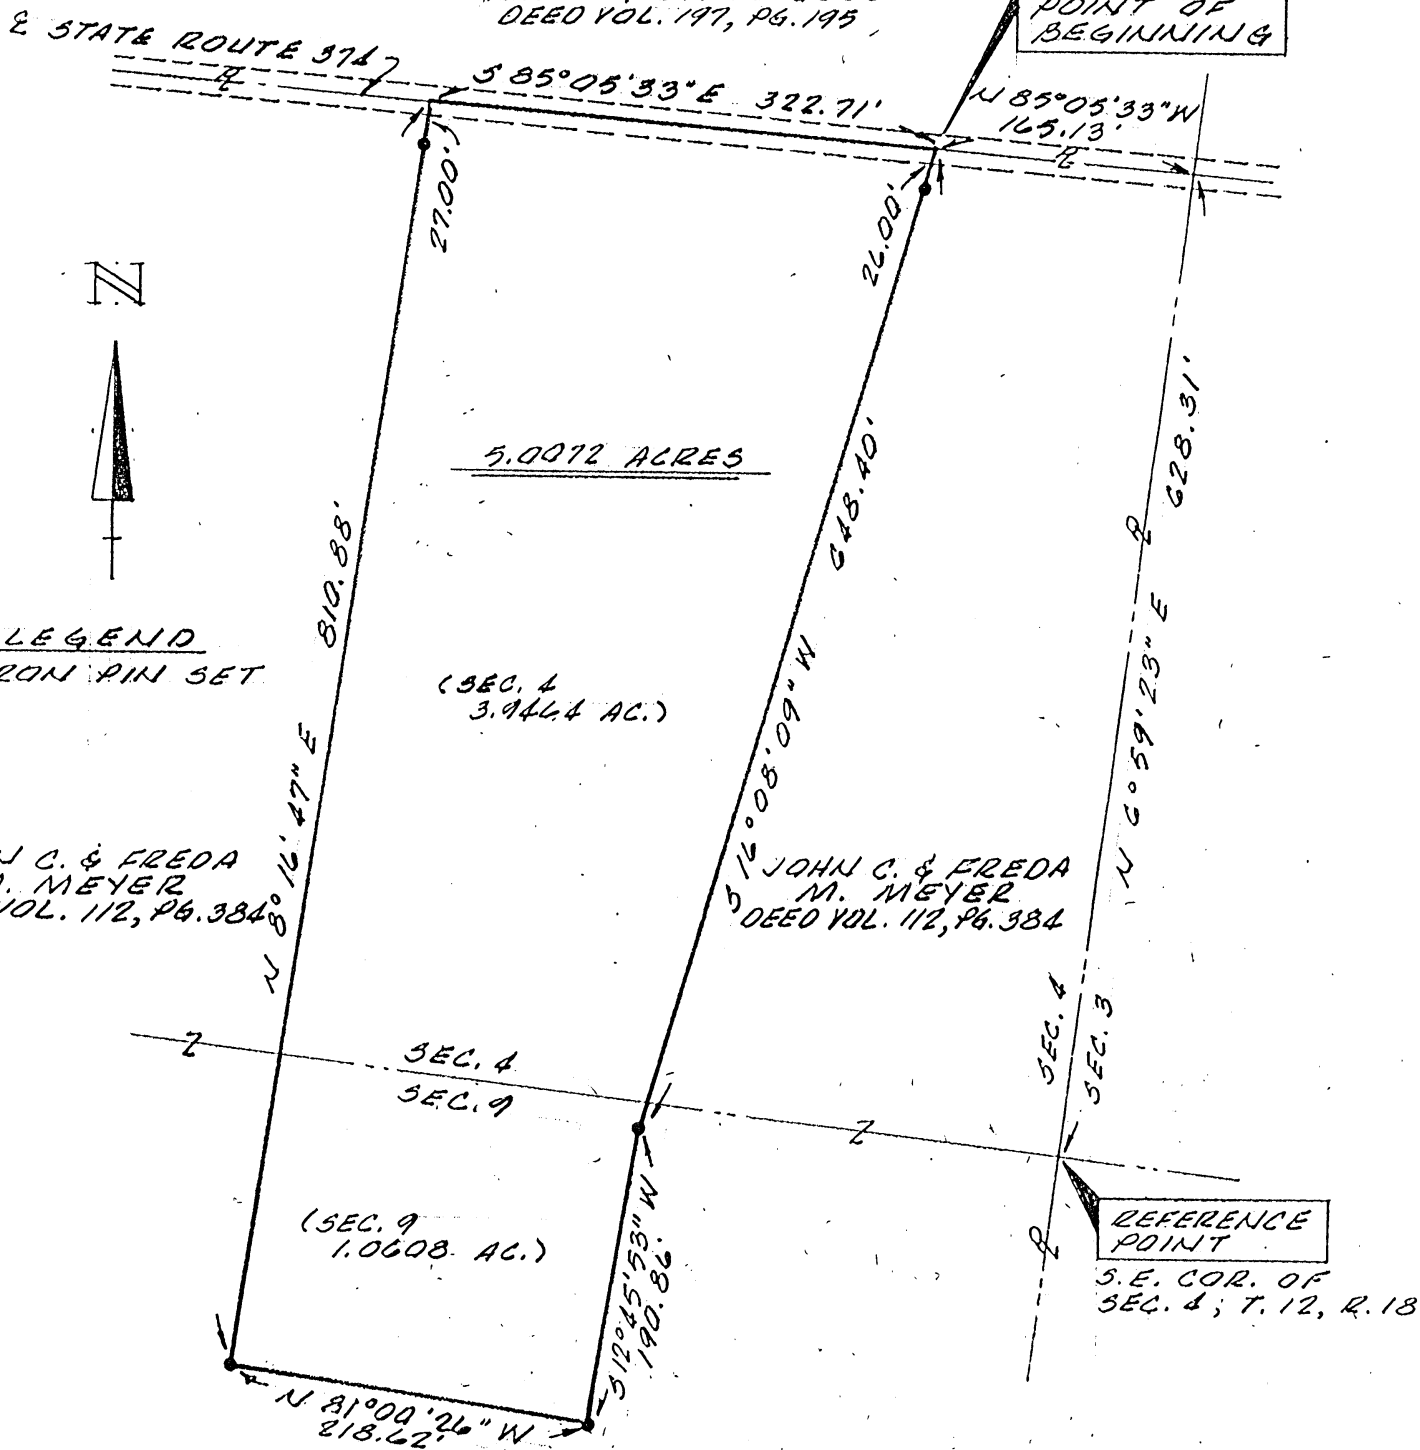 DEED VOL. 197, PG. 195
POINT OF
BEGINNING
℄ STATE ROUTE 374
S 85°05'33" E 322.71'
N 85°05'33" W
165.13'
27.00'
26.00'
N
5.0072 ACRES
648.40'
628.31'
810.88'
LEGEND
IRON PIN SET
(SEC. 4
3.9464 AC.)
S 16°08'09" W
N 6°59'23" E
N 8°16'47" E
N C. & FREDA
M. MEYER
VOL. 112, PG. 384
JOHN C. & FREDA
M. MEYER
DEED VOL. 112, PG. 384
SEC. 4
SEC. 3
SEC. 4
SEC. 9
(SEC. 9
1.0608 AC.)
S 12°45'53" W
190.86'
REFERENCE
POINT
S.E. COR. OF
SEC. 4; T. 12, R. 18
N 81°00'26" W
218.62'